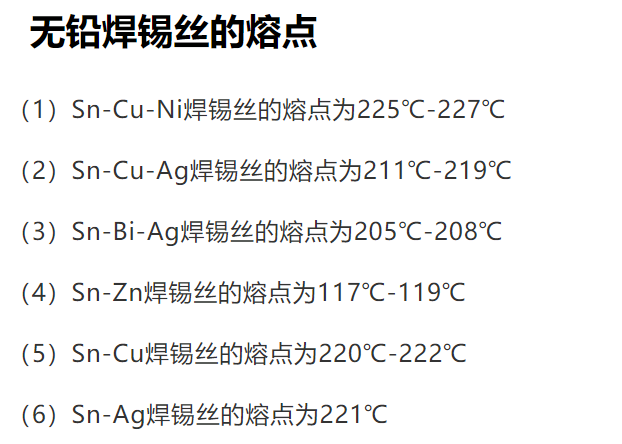 无铅焊锡丝的熔点
（1）Sn-Cu-Ni焊锡丝的熔点为225℃-227℃
（2）Sn-Cu-Ag焊锡丝的熔点为211℃-219℃
（3）Sn-Bi-Ag焊锡丝的熔点为205℃-208℃
（4）Sn-Zn焊锡丝的熔点为117℃-119℃
（5）Sn-Cu焊锡丝的熔点为220℃-222℃
（6）Sn-Ag焊锡丝的熔点为221℃